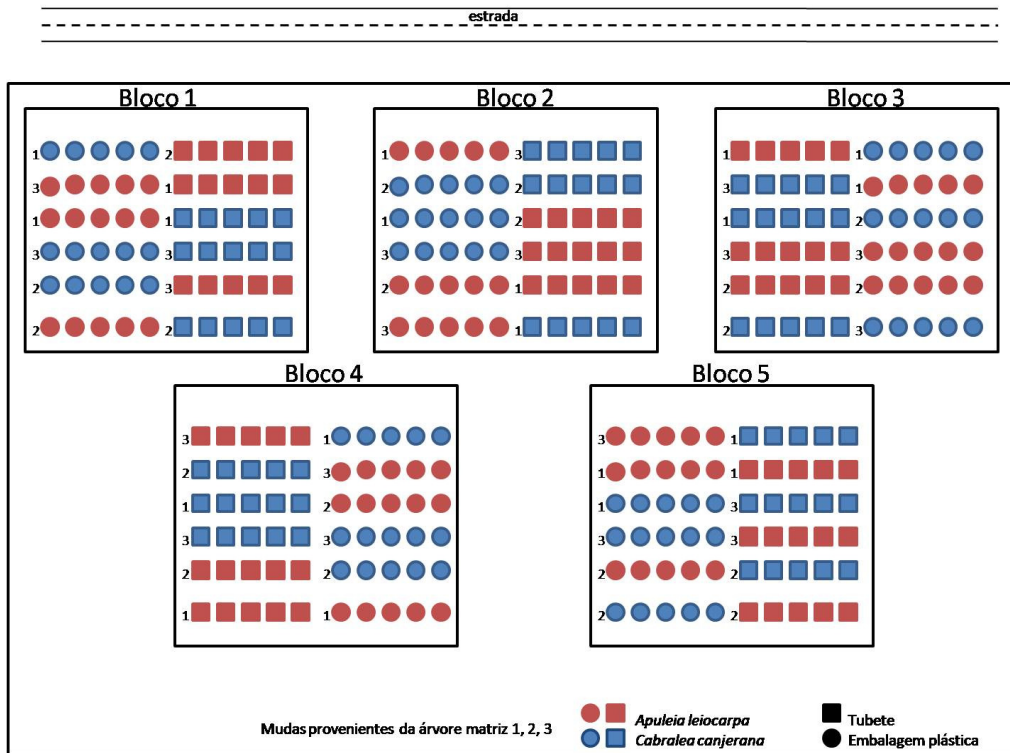 estrada
Bloco 1 Bloco 2 Bloco 3
1 2 1 3 1 1
3 1 2 2 3 1
1 1 1 2 1 2
3 3 3 3 3 3
2 3 2 1 2 2
2 2 3 1 2 3
Bloco 4 Bloco 5
3 1 3 1
2 3 1 1
1 2 1 3
3 3 3 3
2 2 2 2
1 1 2 2
Mudas provenientes da árvore matriz 1, 2, 3
Apuleia leiocarpa
Cabralea canjerana
Tubete
Embalagem plástica